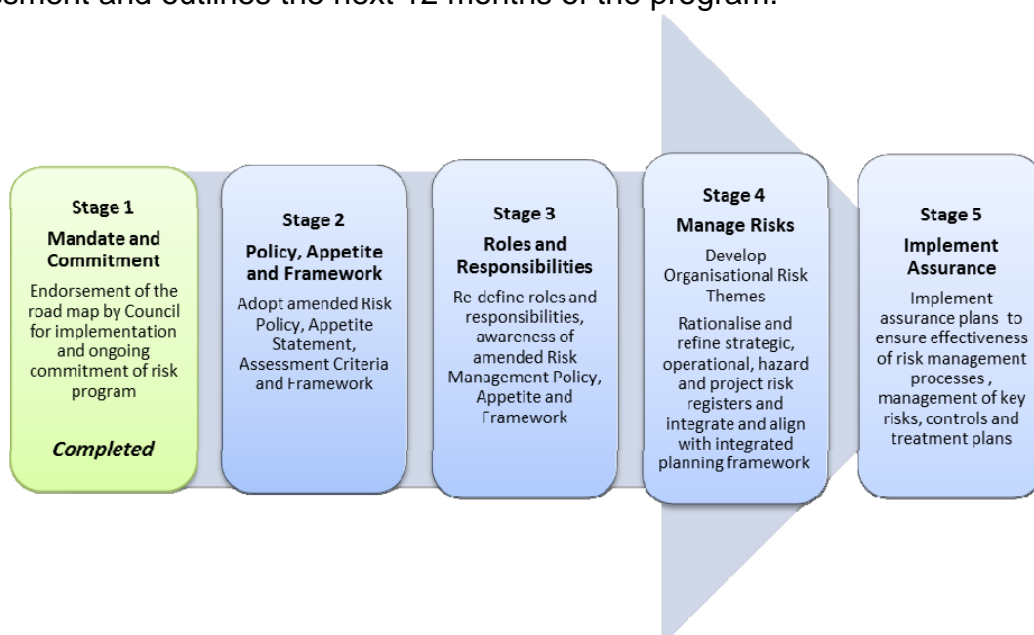 sment and outlines the next 12 months of the program.
Stage 1
Mandate and
Commitment
Endorsement of the
road map by Council
for implementation
and ongoing
commitment of risk
program
Completed
Stage 2
Policy, Appetite
and Framework
Adopt amended Risk
Policy, Appetite
Statement,
Assessment Criteria
and Framework
Stage 3
Roles and
Responsibilities
Re-define roles and
responsibilities,
awareness of
amended Risk
Management Policy,
Appetite and
Framework
Stage 4
Manage Risks
Develop
Organisational Risk
Themes
Rationalise and
refine strategic,
operational, hazard
and project risk
registers and
integrate and align
with integrated
planning framework
Stage 5
Implement
Assurance
Implement
assurance plans to
ensure effectiveness
of risk management
processes ,
management of key
risks, controls and
treatment plans